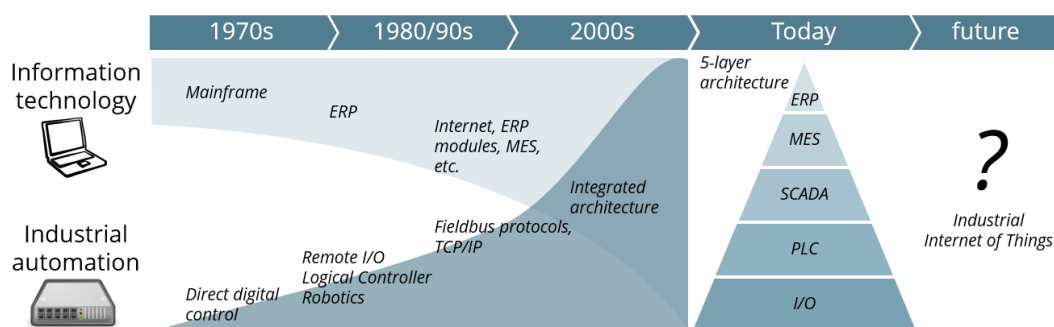 1970s
1980/90s
2000s
Today
future
Information
technology
Industrial
automation
Mainframe
ERP
Internet, ERP
modules, MES,
etc.
Integrated
architecture
Fieldbus protocols,
TCP/IP
Remote I/O
Logical Controller
Robotics
Direct digital
control
5-layer
architecture
ERP
MES
SCADA
PLC
I/O
?
Industrial
Internet of Things